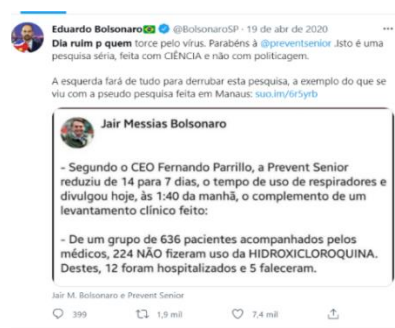 Eduardo Bolsonaro🇧🇷 @BolsonaroSP · 19 de abr de 2020
Dia ruim p quem torce pelo vírus. Parabéns à @preventsenior .Isto é uma
pesquisa séria, feita com CIÊNCIA e não com politicagem.
A esquerda fará de tudo para derrubar esta pesquisa, a exemplo do que se
viu com a pseudo pesquisa feita em Manaus: suo.im/6r5yrb
Jair Messias Bolsonaro
- Segundo o CEO Fernando Parrillo, a Prevent Senior
reduziu de 14 para 7 dias, o tempo de uso de respiradores e
divulgou hoje, às 1:40 da manhã, o complemento de um
levantamento clínico feito:
- De um grupo de 636 pacientes acompanhados pelos
médicos, 224 NÃO fizeram uso da HIDROXICLOROQUINA.
Destes, 12 foram hospitalizados e 5 faleceram.
Jair M. Bolsonaro e Prevent Senior
399 1,9 mil 7,4 mil